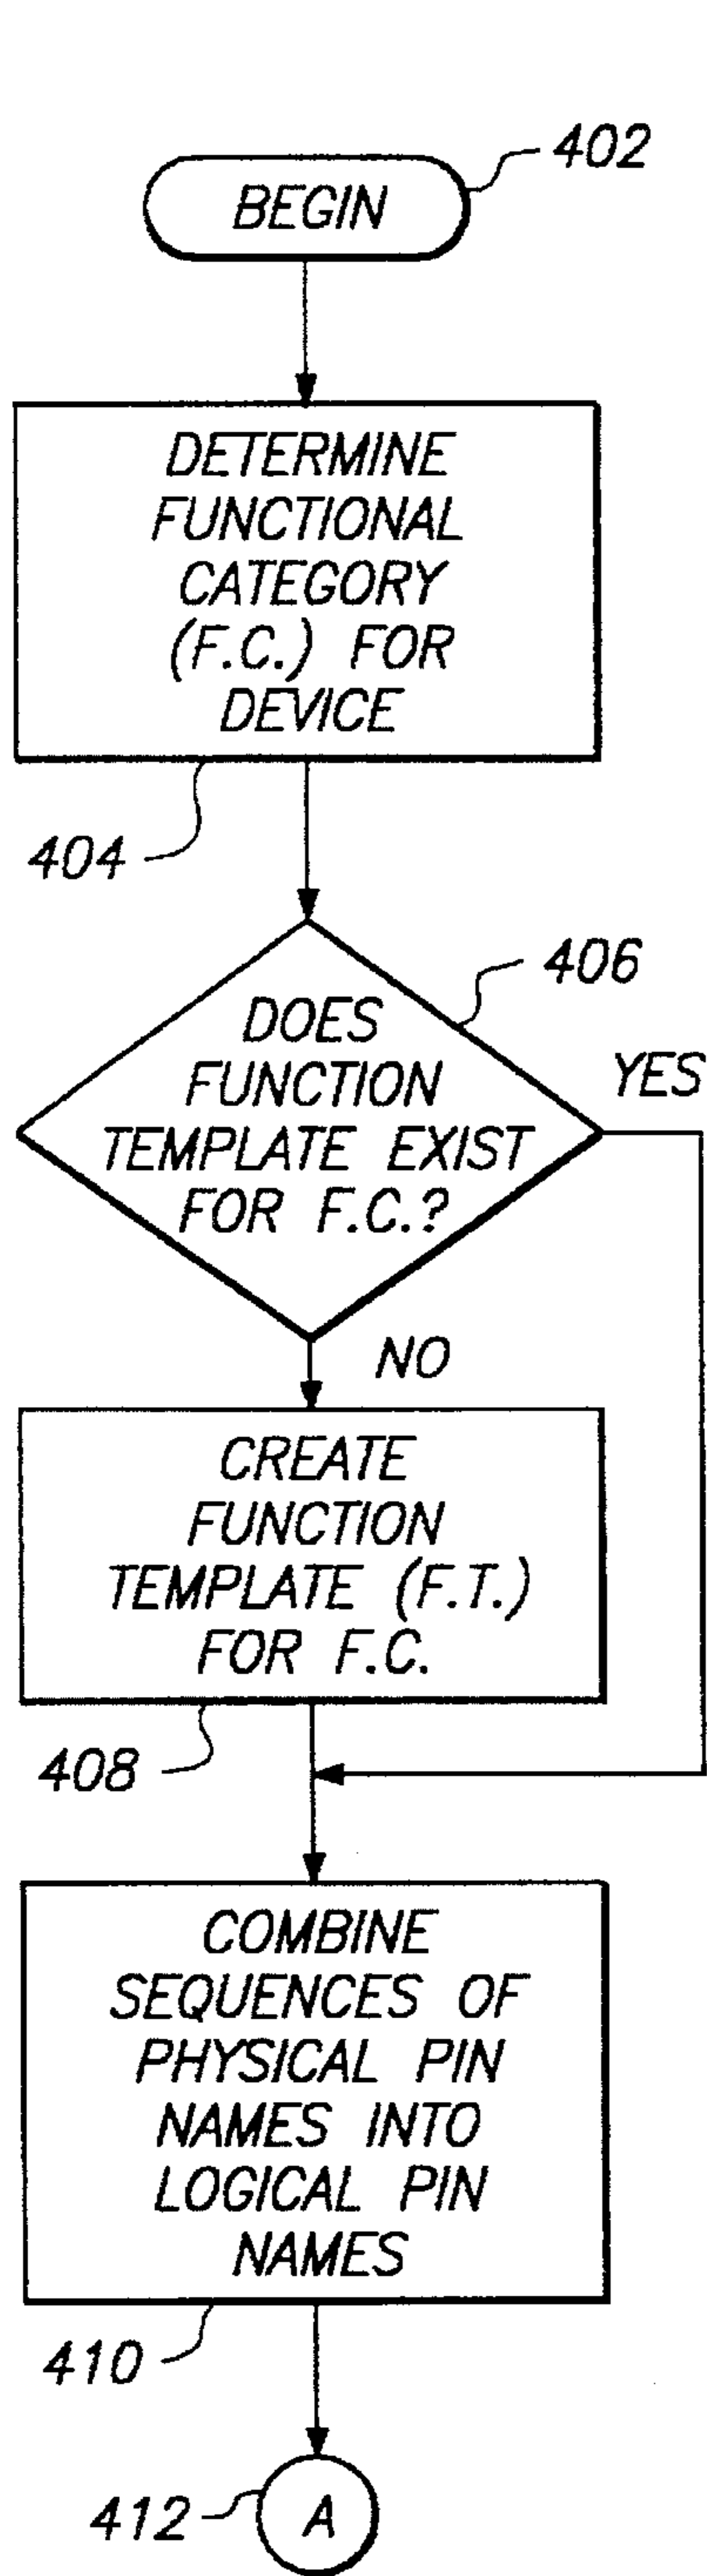 402
BEGIN
DETERMINE
FUNCTIONAL
CATEGORY
(F.C.) FOR
DEVICE
404
406
DOES
FUNCTION
TEMPLATE EXIST
FOR F.C.?
YES
NO
CREATE
FUNCTION
TEMPLATE (F.T.)
FOR F.C.
408
COMBINE
SEQUENCES OF
PHYSICAL PIN
NAMES INTO
LOGICAL PIN
NAMES
410
412
A